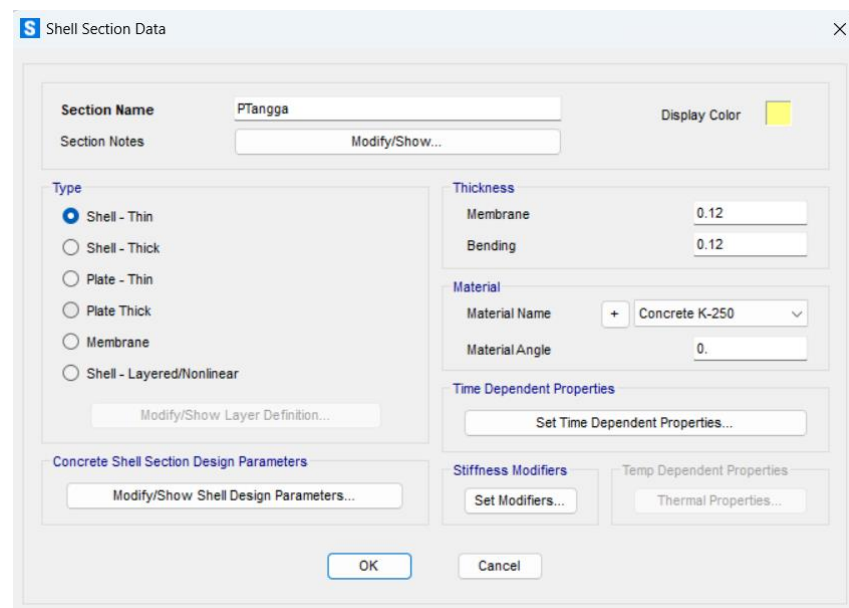 S Shell Section Data
Section Name PTangga Display Color
Section Notes Modify/Show...
Type
Shell - Thin
Shell - Thick
Plate - Thin
Plate Thick
Membrane
Shell - Layered/Nonlinear
Modify/Show Layer Definition...
Thickness
Membrane 0.12
Bending 0.12
Material
Material Name + Concrete K-250
Material Angle 0.
Time Dependent Properties
Set Time Dependent Properties...
Concrete Shell Section Design Parameters
Modify/Show Shell Design Parameters...
Stiffness Modifiers
Set Modifiers...
Temp Dependent Properties
Thermal Properties...
OK Cancel